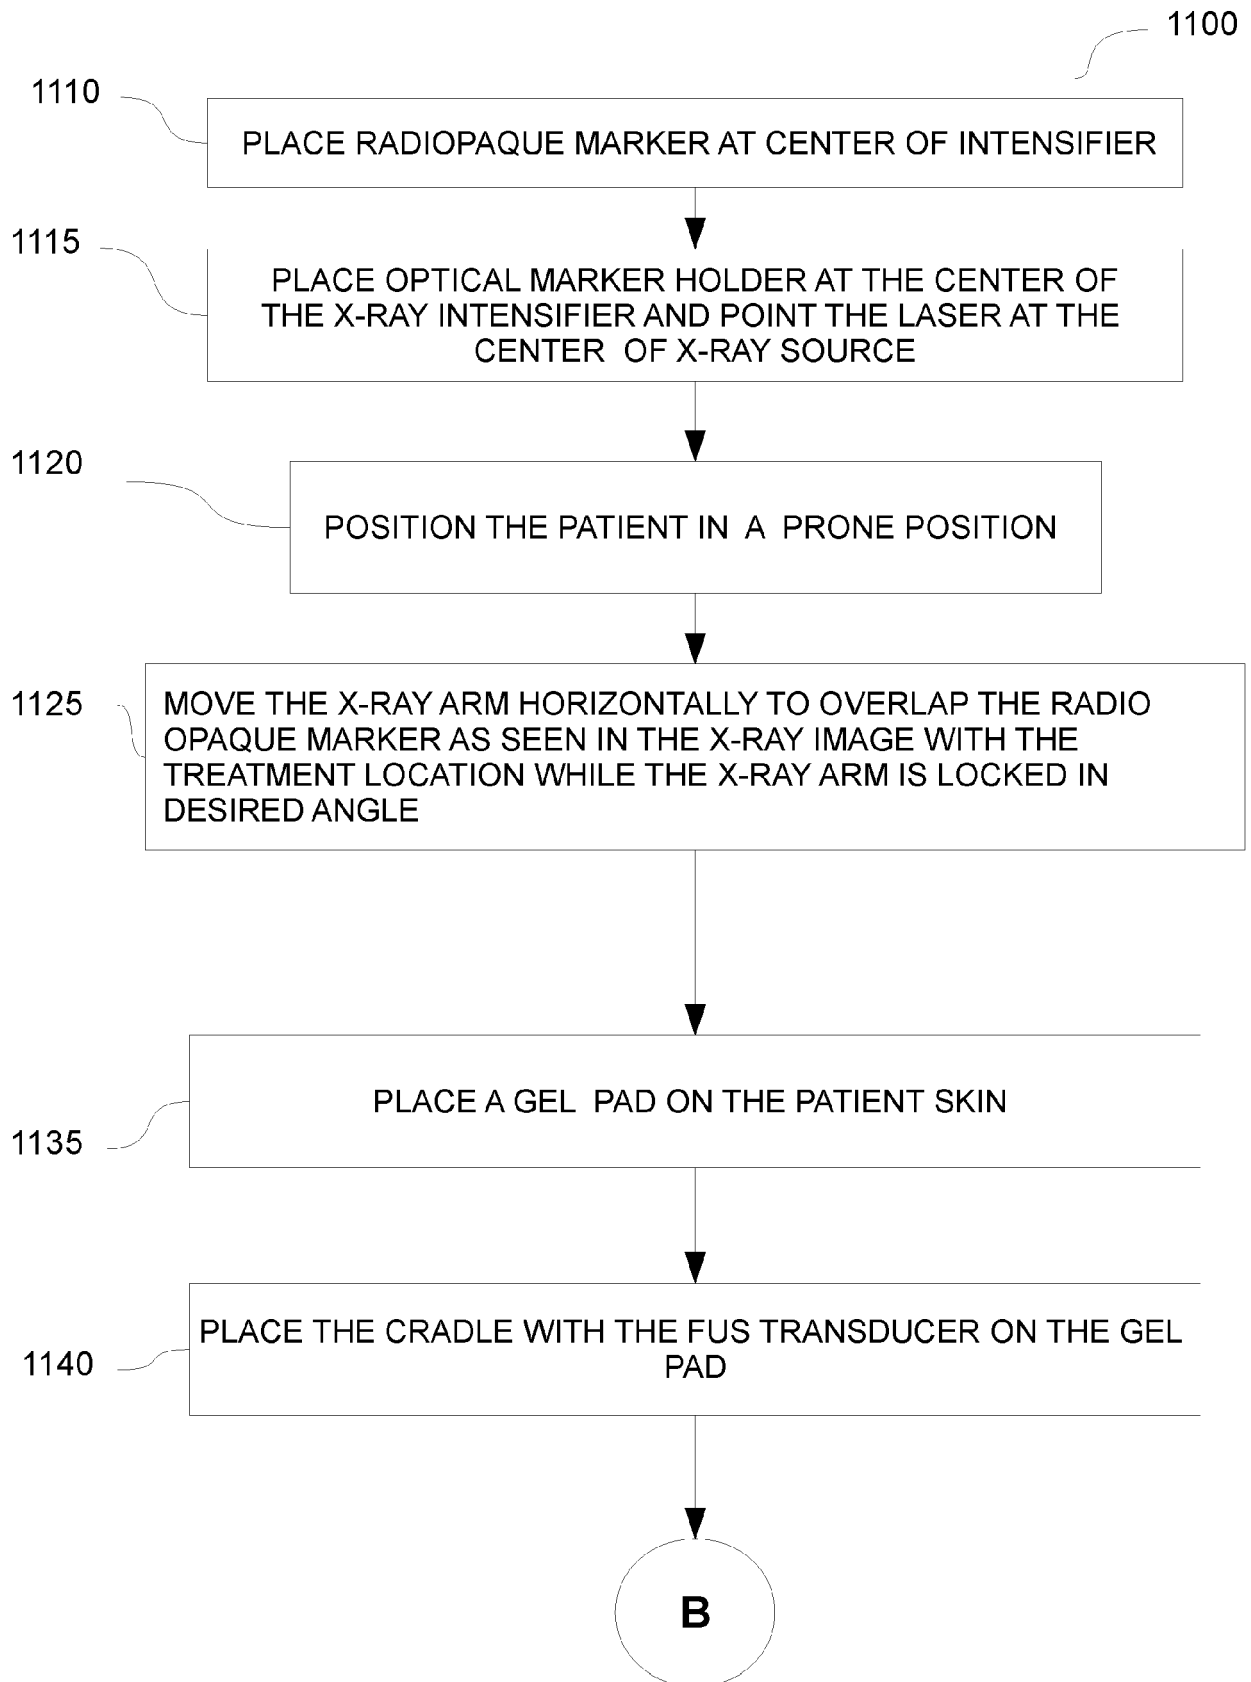 1100
1110
PLACE RADIOPAQUE MARKER AT CENTER OF INTENSIFIER
1115
PLACE OPTICAL MARKER HOLDER AT THE CENTER OF
THE X-RAY INTENSIFIER AND POINT THE LASER AT THE
CENTER OF X-RAY SOURCE
1120
POSITION THE PATIENT IN A PRONE POSITION
1125
MOVE THE X-RAY ARM HORIZONTALLY TO OVERLAP THE RADIO
OPAQUE MARKER AS SEEN IN THE X-RAY IMAGE WITH THE
TREATMENT LOCATION WHILE THE X-RAY ARM IS LOCKED IN
DESIRED ANGLE
PLACE A GEL PAD ON THE PATIENT SKIN
1135
PLACE THE CRADLE WITH THE FUS TRANSDUCER ON THE GEL
PAD
1140
B